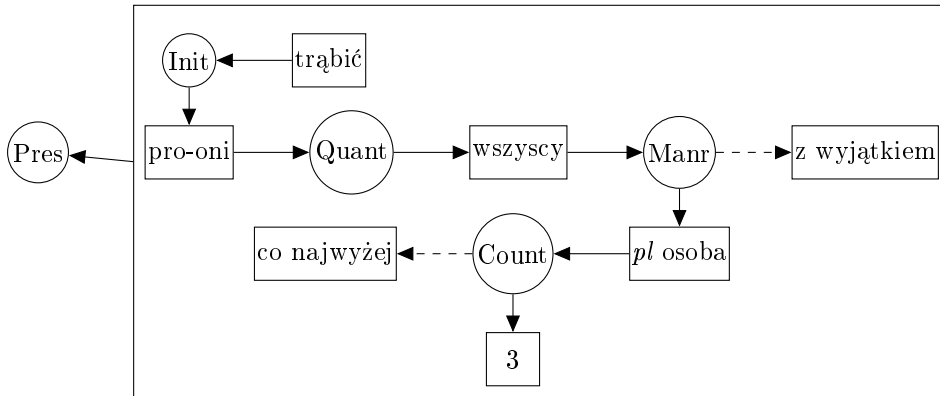 Init trąbić
Pres pro-oni Quant wszyscy Manr z wyjątkiem
co najwyżej Count pl osoba
3